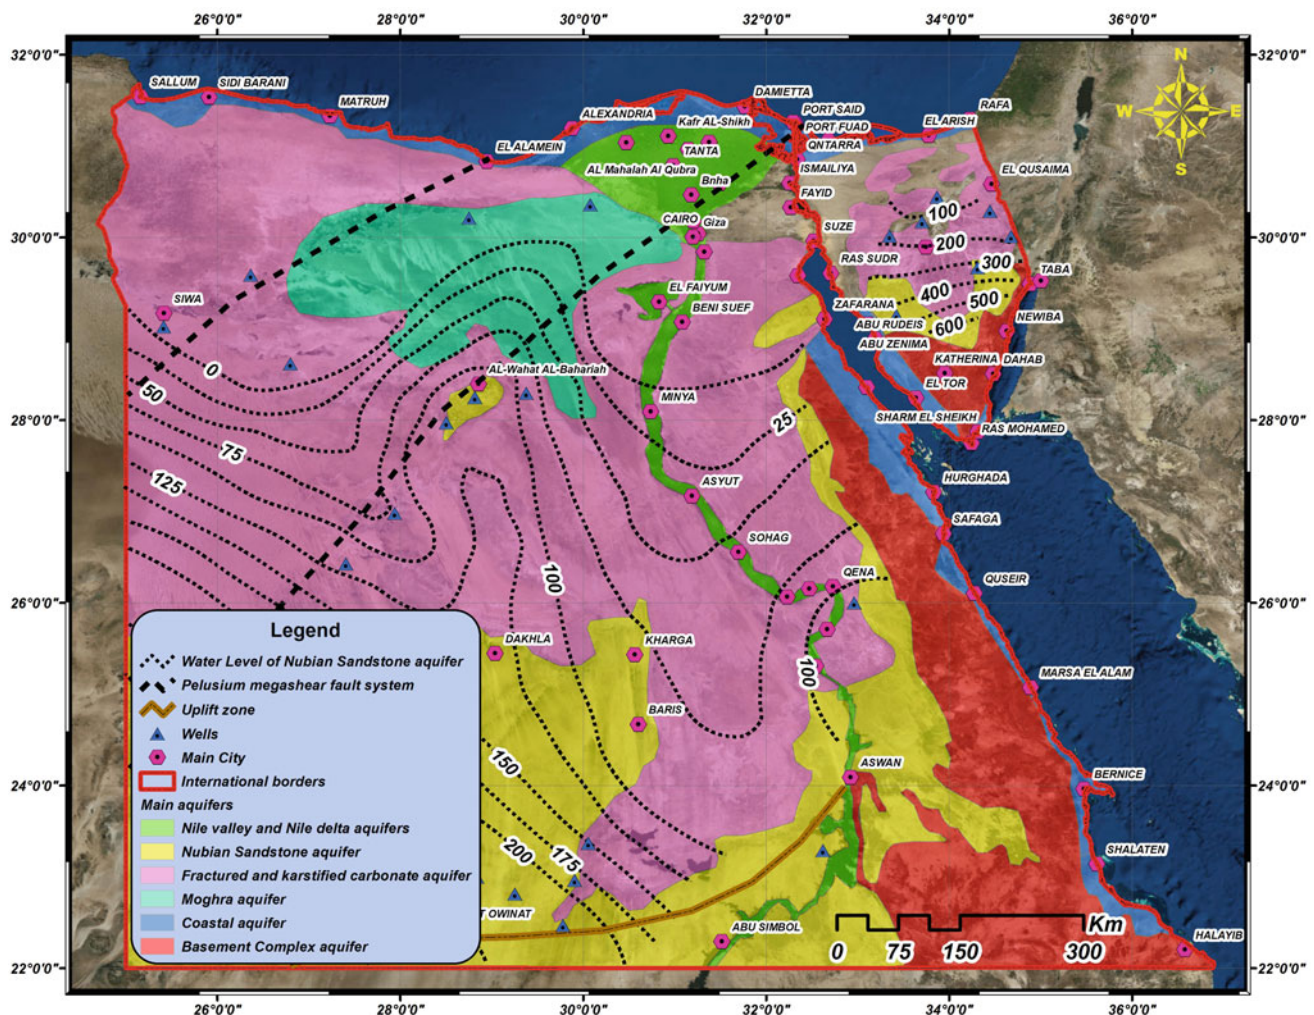 26°0'0"
28°0'0"
30°0'0"
32°0'0"
34°0'0"
36°0'0"
32°0'0"
32°0'0"
N
W
E
S
SALLUM
SIDI BARANI
MATRUH
EL ALAMEIN
ALEXANDRIA
DAMIETTA
Kafr AL-Shikh
PORT SAID
PORT FUAD
RAFA
EL ARISH
TANTA
QNTARRA
AL Mahalah Al Qubra
ISMAILIYA
EL QUSAIMA
Bnha
FAYID
100
CAIRO
Giza
SUZE
30°0'0"
30°0'0"
200
RAS SUDR
300
TABA
SIWA
EL FAIYUM
400
500
BENI SUEF
ZAFARANA
ABU RUDEIS
600
NEWIBA
ABU ZENIMA
0
AL-Wahat AL-Bahariah
KATHERINA
DAHAB
EL TOR
50
MINYA
28°0'0"
28°0'0"
25
SHARM EL SHEIKH
RAS MOHAMED
75
125
ASYUT
HURGHADA
SAFAGA
SOHAG
100
QENA
QUSEIR
26°0'0"
26°0'0"
DAKHLA
KHARGA
100
MARSA EL ALAM
BARIS
150
ASWAN
BERNICE
24°0'0"
24°0'0"
200
175
SHALATEN
T OWINAT
ABU SIMBOL
HALAYIB
22°0'0"
22°0'0"
Legend
Water Level of Nubian Sandstone aquifer
Pelusium megashear fault system
Uplift zone
Wells
Main City
International borders
Main aquifers
Nile valley and Nile delta aquifers
Nubian Sandstone aquifer
Fractured and karstified carbonate aquifer
Moghra aquifer
Coastal aquifer
Basement Complex aquifer
Km
0
75
150
300
26°0'0"
28°0'0"
30°0'0"
32°0'0"
34°0'0"
36°0'0"